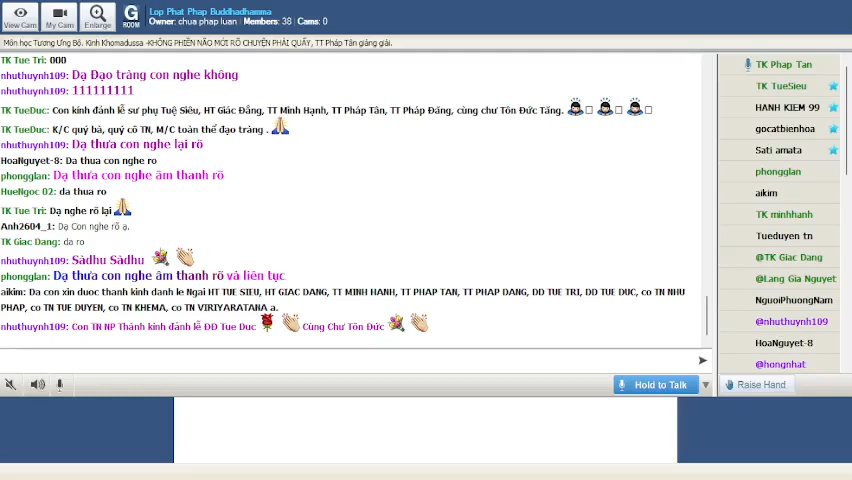 View Cam
My Cam
Enlarge
G
ROOM
Lop Phat Phap Buddhadhamma
Owner: chua phap luan | Members: 38 | Cams: 0
Môn học Tương Ưng Bộ. Kinh Khomadussa -KHÔNG PHIỀN NÃO MỚI RÕ CHUYỆN PHẢI QUẤY, TT Pháp Tân giảng giải.
TK Tue Tri: 000
nhuthuynh109: Dạ Đạo tràng con nghe không
nhuthuynh109: 111111111
TK TueDuc: Con kính đảnh lễ sư phụ Tuệ Siêu, HT Giác Đẳng, TT Minh Hạnh, TT Pháp Tân, TT Pháp Đăng, cùng chư Tôn Đức Tăng.
TK TueDuc: K/C quý bà, quý cô TN, M/C toàn thể đạo tràng .
nhuthuynh109: Dạ thưa con nghe lại rõ
HoaNguyet-8: Da thua con nghe ro
phongglan: Dạ thưa con nghe âm thanh rõ
HueNgoc 02: da thua ro
TK Tue Tri: Dạ nghe rõ lại
Anh2604_1: Dạ Con nghe rõ ạ.
TK Giac Dang: da ro
nhuthuynh109: Sàdhu Sàdhu
phongglan: Dạ thưa con nghe âm thanh rõ và liên tục
aikim: Da con xin duoc thanh kinh danh le Ngai HT TUE SIEU, HT GIAC DANG, TT MINH HANH, TT PHAP TAN, TT PHAP DANG, DD TUE TRI, DD TUE DUC, co TN NHU
PHAP, co TN TUE DUYEN, co TN KHEMA, co TN VIRIYARATANA a.
nhuthuynh109: Con TN NP Thành kính đảnh lễ ĐĐ Tue Duc Cùng Chư Tôn Đức
Hold to Talk
TK Phap Tan
TK TueSieu
HANH KIEM 99
gocatbienhoa
Sati amata
phongglan
aikim
TK minhhanh
Tueduyen tn
@TK Giac Dang
@Lang Gia Nguyet
NguoiPhuongNam
@nhuthuynh109
HoaNguyet-8
@hongnhat
Raise Hand